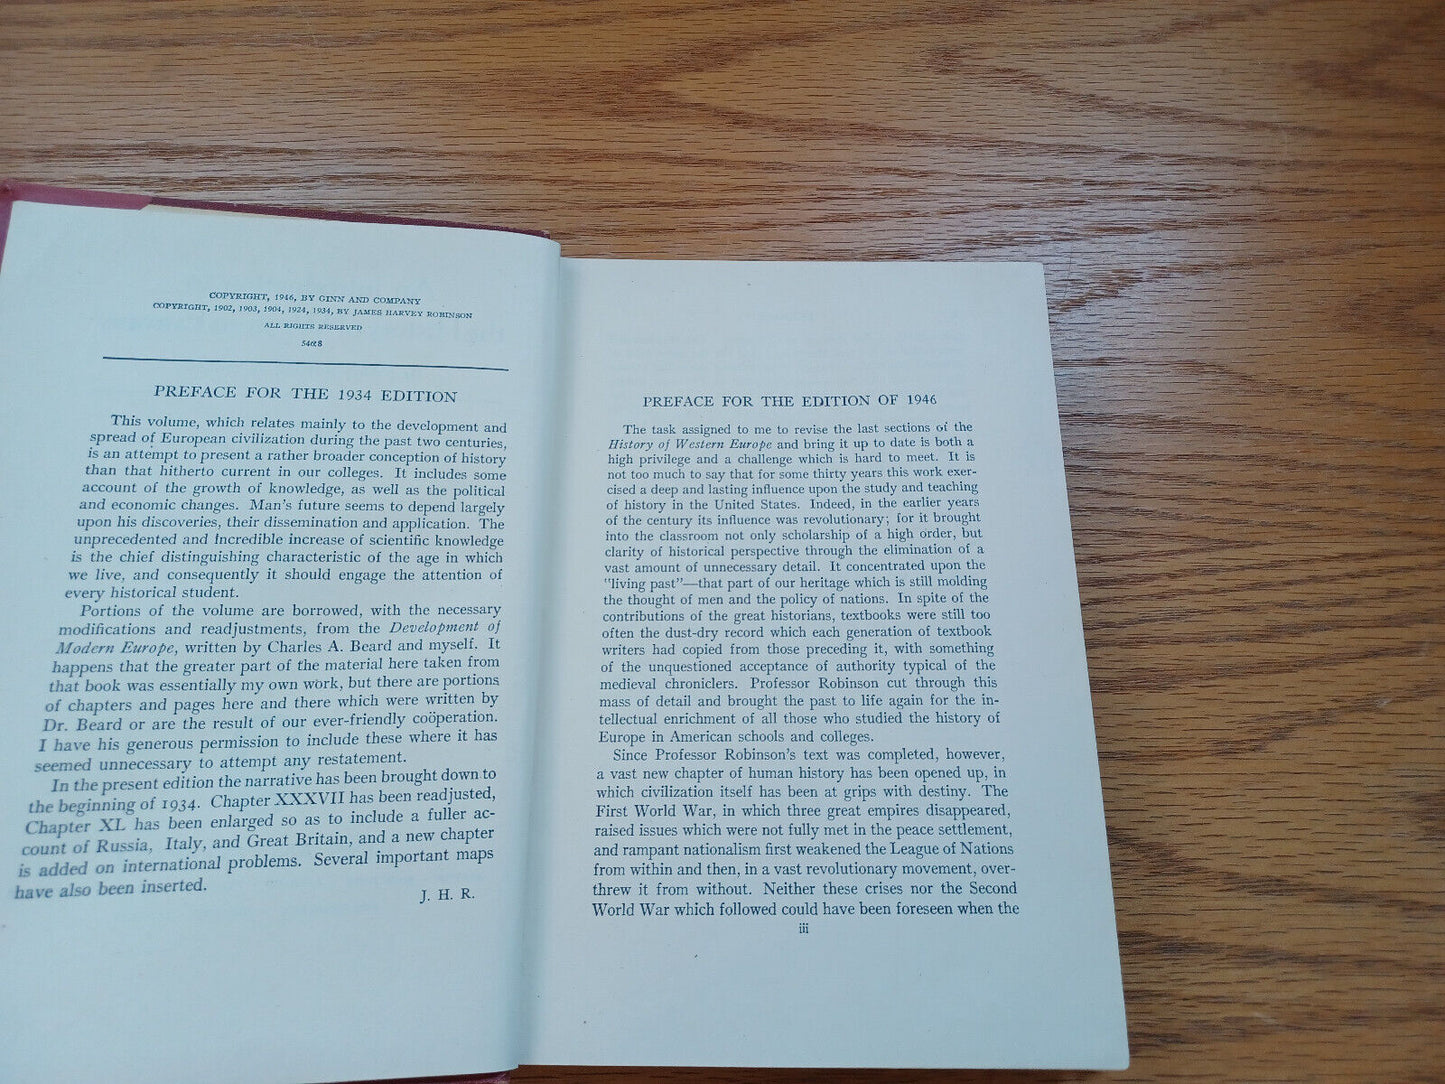 COPYRIGHT, 1946, BY GINN AND COMPANY
COPYRIGHT, 1902, 1903, 1904, 1924, 1934, BY JAMES HARVEY ROBINSON
ALL RIGHTS RESERVED
PREFACE FOR THE 1934 EDITION
This volume, which relates mainly to the development and
spread of European civilization during the past two centuries,
is an attempt to present a rather broader conception of history
than that hitherto current in our colleges. It includes some
account of the growth of knowledge, as well as the political
and economic changes. Man's future seems to depend largely
upon his discoveries, their dissemination and application. The
unprecedented and incredible increase of scientific knowledge
is the chief distinguishing characteristic of the age in which
we live, and consequently it should engage the attention of
every historical student.
Portions of the volume are borrowed, with the necessary
modifications and readjustments, from the Development of
Modern Europe, written by Charles A. Beard and myself. It
happens that the greater part of the material here taken from
that book was essentially my own work, but there are portions
of chapters and pages here and there which were written by
Dr. Beard or are the result of our ever-friendly coöperation.
I have his generous permission to include these where it has
seemed unnecessary to attempt any restatement.
In the present edition the narrative has been brought down to
the beginning of 1934. Chapter XXXVII has been readjusted,
Chapter XL has been enlarged so as to include a fuller ac-
count of Russia, Italy, and Great Britain, and a new chapter
is added on international problems. Several important maps
have also been inserted.
J. H. R.
PREFACE FOR THE EDITION OF 1946
The task assigned to me to revise the last sections of the
History of Western Europe and bring it up to date is both a
high privilege and a challenge which is hard to meet. It is
not too much to say that for some thirty years this work exer-
cised a deep and lasting influence upon the study and teaching
of history in the United States. Indeed, in the earlier years
of the century its influence was revolutionary; for it brought
into the classroom not only scholarship of a high order, but
clarity of historical perspective through the elimination of a
vast amount of unnecessary detail. It concentrated upon the
"living past"—that part of our heritage which is still molding
the thought of men and the policy of nations. In spite of the
contributions of the great historians, textbooks were still too
often the dust-dry record which each generation of textbook
writers had copied from those preceding it, with something
of the unquestioned acceptance of authority typical of the
medieval chroniclers. Professor Robinson cut through this
mass of detail and brought the past to life again for the in-
tellectual enrichment of all those who studied the history of
Europe in American schools and colleges.
Since Professor Robinson's text was completed, however,
a vast new chapter of human history has been opened up, in
which civilization itself has been at grips with destiny. The
First World War, in which three great empires disappeared,
raised issues which were not fully met in the peace settlement,
and rampant nationalism first weakened the League of Nations
from within and then, in a vast revolutionary movement, over-
threw it from without. Neither these crises nor the Second
World War which followed could have been foreseen when the
iii